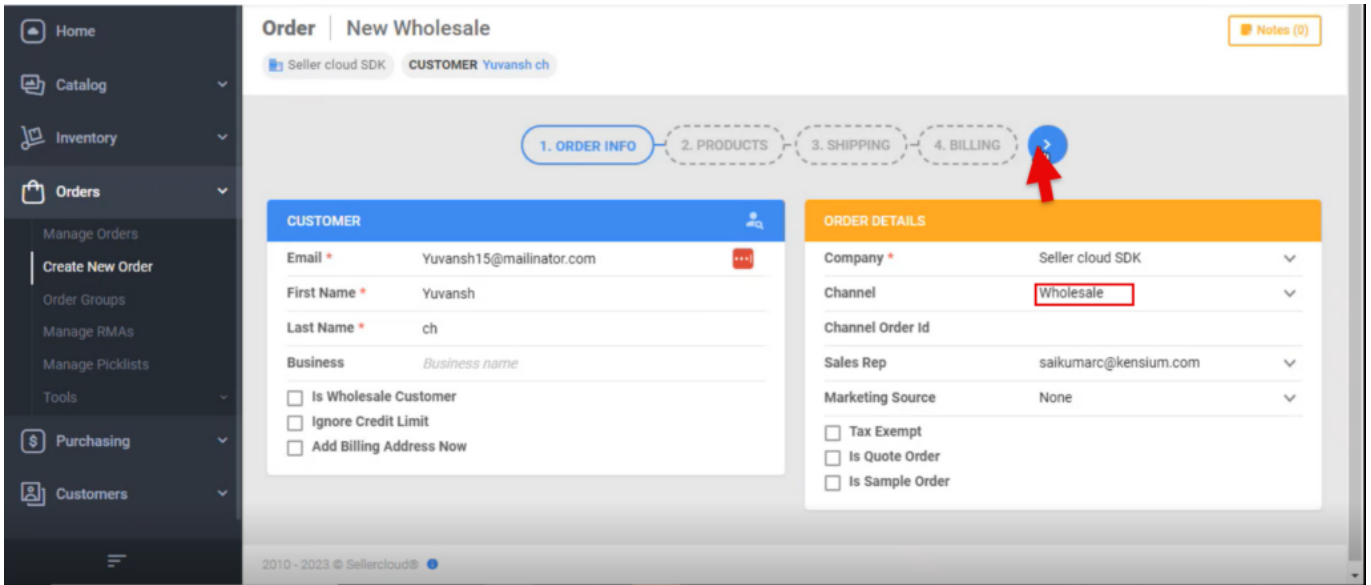 Home
Catalog
Inventory
Orders
Manage Orders
Create New Order
Order Groups
Manage RMAs
Manage Picklists
Tools
Purchasing
Customers
Order | New Wholesale
Notes (0)
Seller cloud SDK CUSTOMER Yuvansh ch
1. ORDER INFO 2. PRODUCTS 3. SHIPPING 4. BILLING
CUSTOMER
Email * Yuvansh15@mailinator.com
First Name * Yuvansh
Last Name * ch
Business Business name
Is Wholesale Customer
Ignore Credit Limit
Add Billing Address Now
ORDER DETAILS
Company * Seller cloud SDK
Channel Wholesale
Channel Order Id
Sales Rep saikumarc@kensium.com
Marketing Source None
Tax Exempt
Is Quote Order
Is Sample Order
2010 - 2023 © Sellercloud®